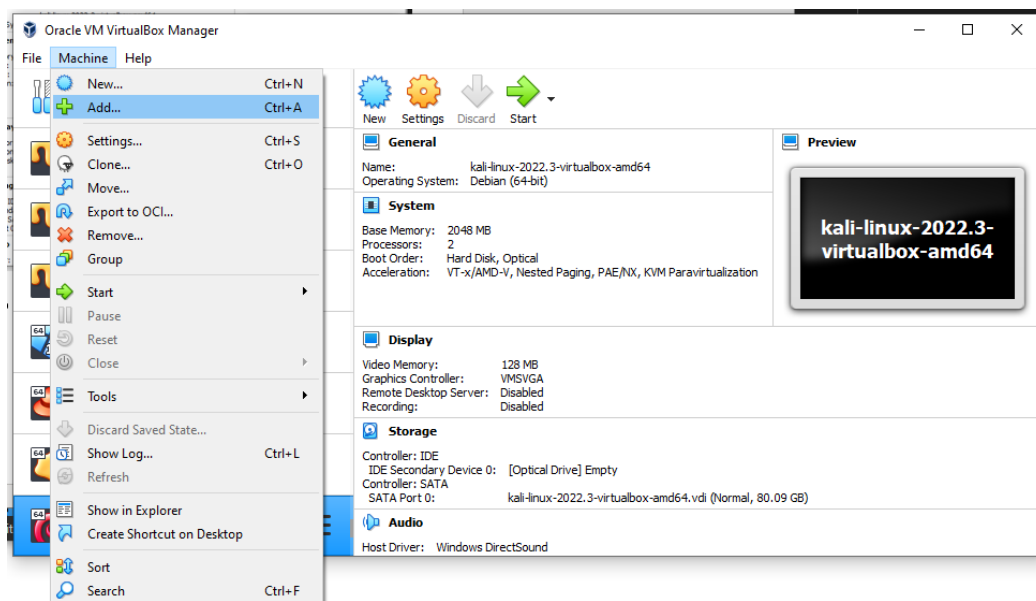 Oracle VM VirtualBox Manager
File Machine Help
New... Ctrl+N
Add... Ctrl+A
Settings... Ctrl+S
Clone... Ctrl+O
Move...
Export to OCI...
Remove...
Group
Start
Pause
Reset
Close
Tools
Discard Saved State...
Show Log... Ctrl+L
Refresh
Show in Explorer
Create Shortcut on Desktop
Sort
Search Ctrl+F
64
64
64
64
New Settings Discard Start
General
Name: kali-linux-2022.3-virtualbox-amd64
Operating System: Debian (64-bit)
System
Base Memory: 2048 MB
Processors: 2
Boot Order: Hard Disk, Optical
Acceleration: VT-x/AMD-V, Nested Paging, PAE/NX, KVM Paravirtualization
Preview
kali-linux-2022.3-
virtualbox-amd64
Display
Video Memory: 128 MB
Graphics Controller: VMSVGA
Remote Desktop Server: Disabled
Recording: Disabled
Storage
Controller: IDE
IDE Secondary Device 0: [Optical Drive] Empty
Controller: SATA
SATA Port 0: kali-linux-2022.3-virtualbox-amd64.vdi (Normal, 80.09 GB)
Audio
Host Driver: Windows DirectSound